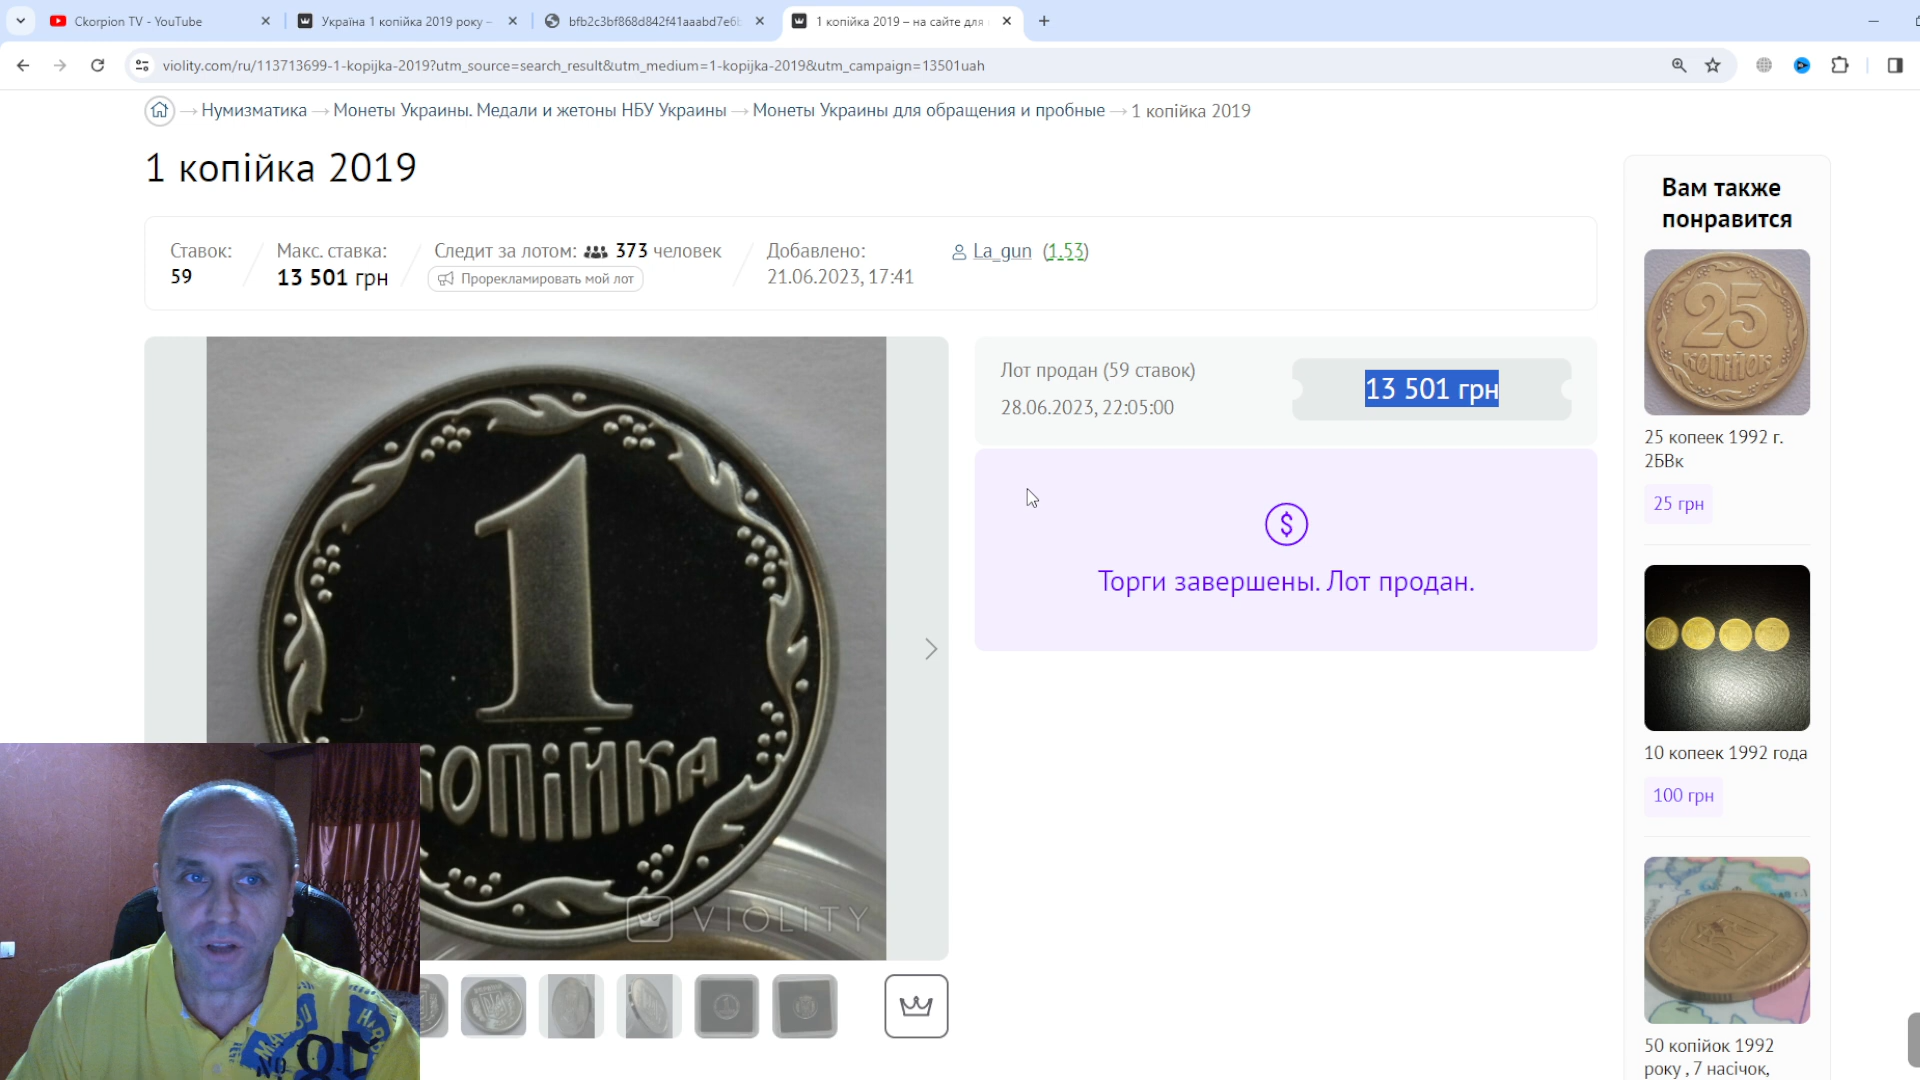 Ckorpion TV - YouTube
Україна 1 копійка 2019 року –
bfb2c3bf868d842f41aaabd7e6b
1 копійка 2019 – на сайте для
violity.com/ru/113713699-1-kopijka-2019?utm_source=search_result&utm_medium=1-kopijka-2019&utm_campaign=13501uah
→ Нумизматика → Монеты Украины. Медали и жетоны НБУ Украины → Монеты Украины для обращения и пробные → 1 копійка 2019
1 копійка 2019
Ставок:
59
Макс. ставка:
13 501 грн
Следит за лотом: 373 человек
Прорекламировать мой лот
Добавлено:
21.06.2023, 17:41
La_gun (1.53)
Лот продан (59 ставок)
28.06.2023, 22:05:00
13 501 грн
$
Торги завершены. Лот продан.
1
КОПІЙКА
VIOLITY
Вам также
понравится
25
КОПІЙОК
25 копеек 1992 г.
2БВк
25 грн
10 копеек 1992 года
100 грн
50 копійок 1992
року , 7 насічок,